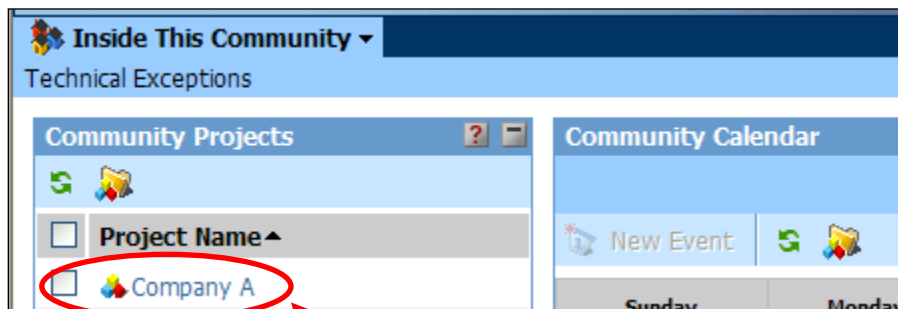 Inside This Community
Technical Exceptions
Community Projects ?
Project Name
Company A
Community Calendar
New Event
Sunday Monday